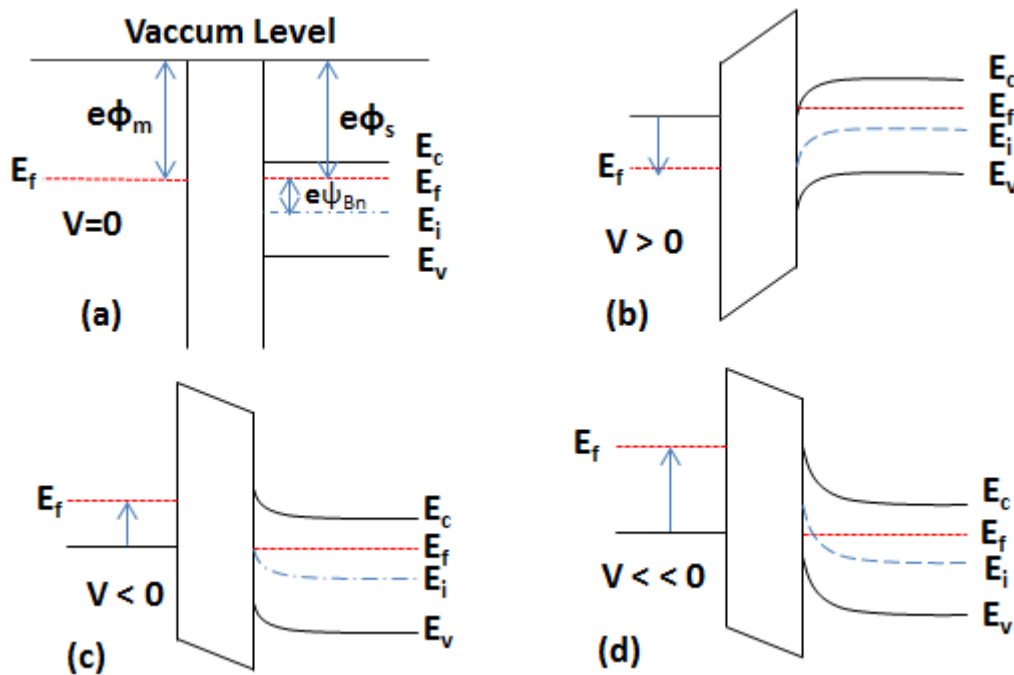 Vaccum Level
eϕm
eϕs
Ec
Ef
Ef
eψBn
Ei
V=0
Ev
(a)
Ec
Ef
Ei
Ef
Ev
V > 0
(b)
Ef
Ec
Ef
Ei
V < 0
Ev
(c)
Ef
Ec
Ef
Ei
V < < 0
Ev
(d)